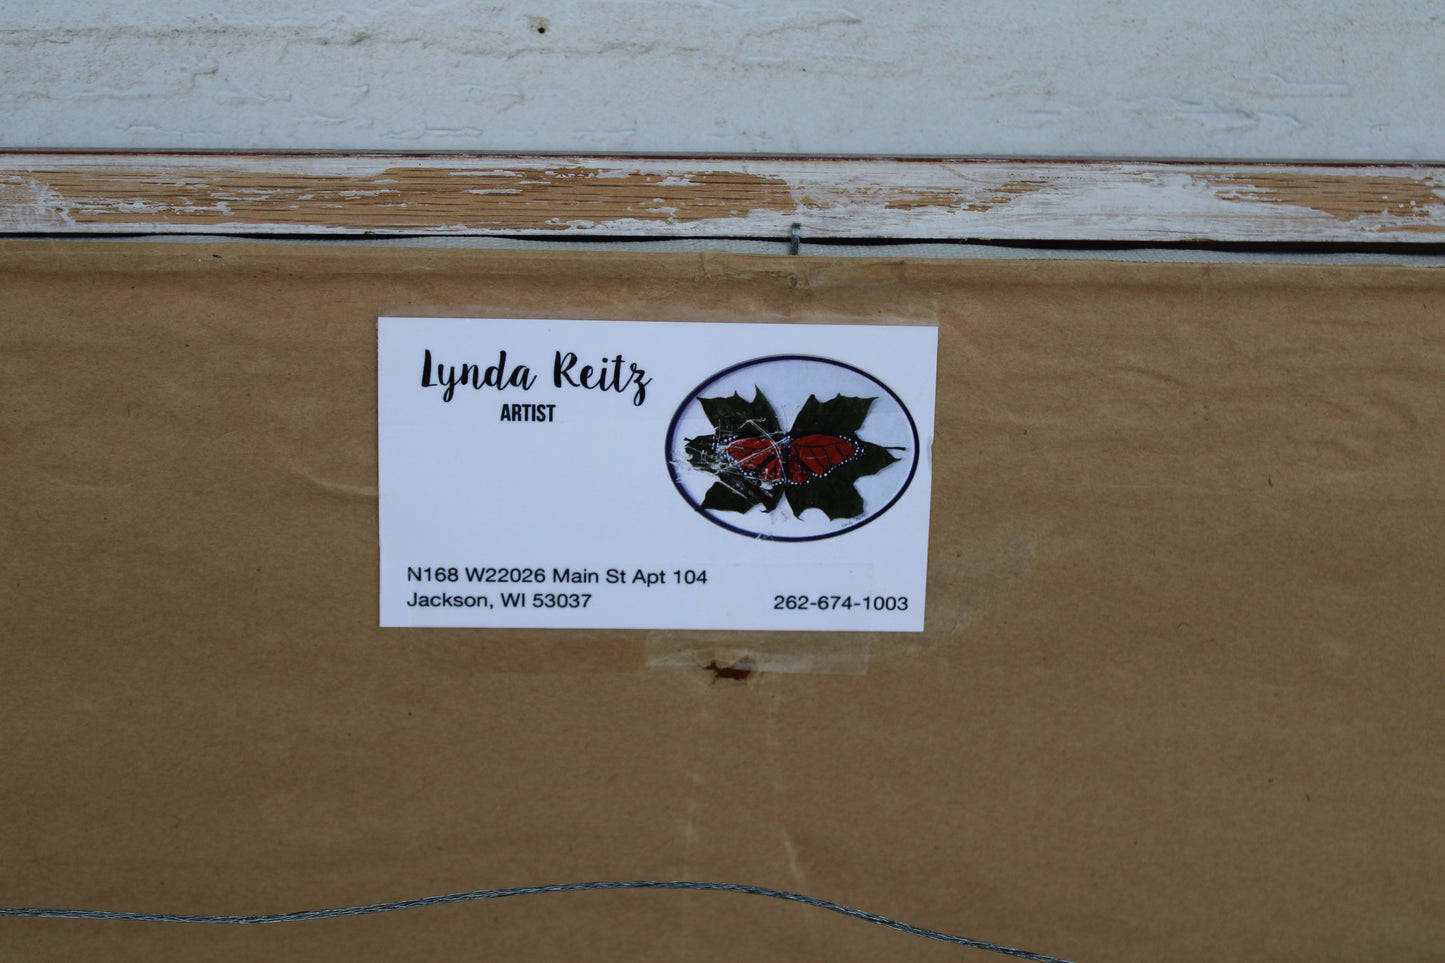 Lynda Reitz
ARTIST
N168 W22026 Main St Apt 104
Jackson, WI 53037
262-674-1003